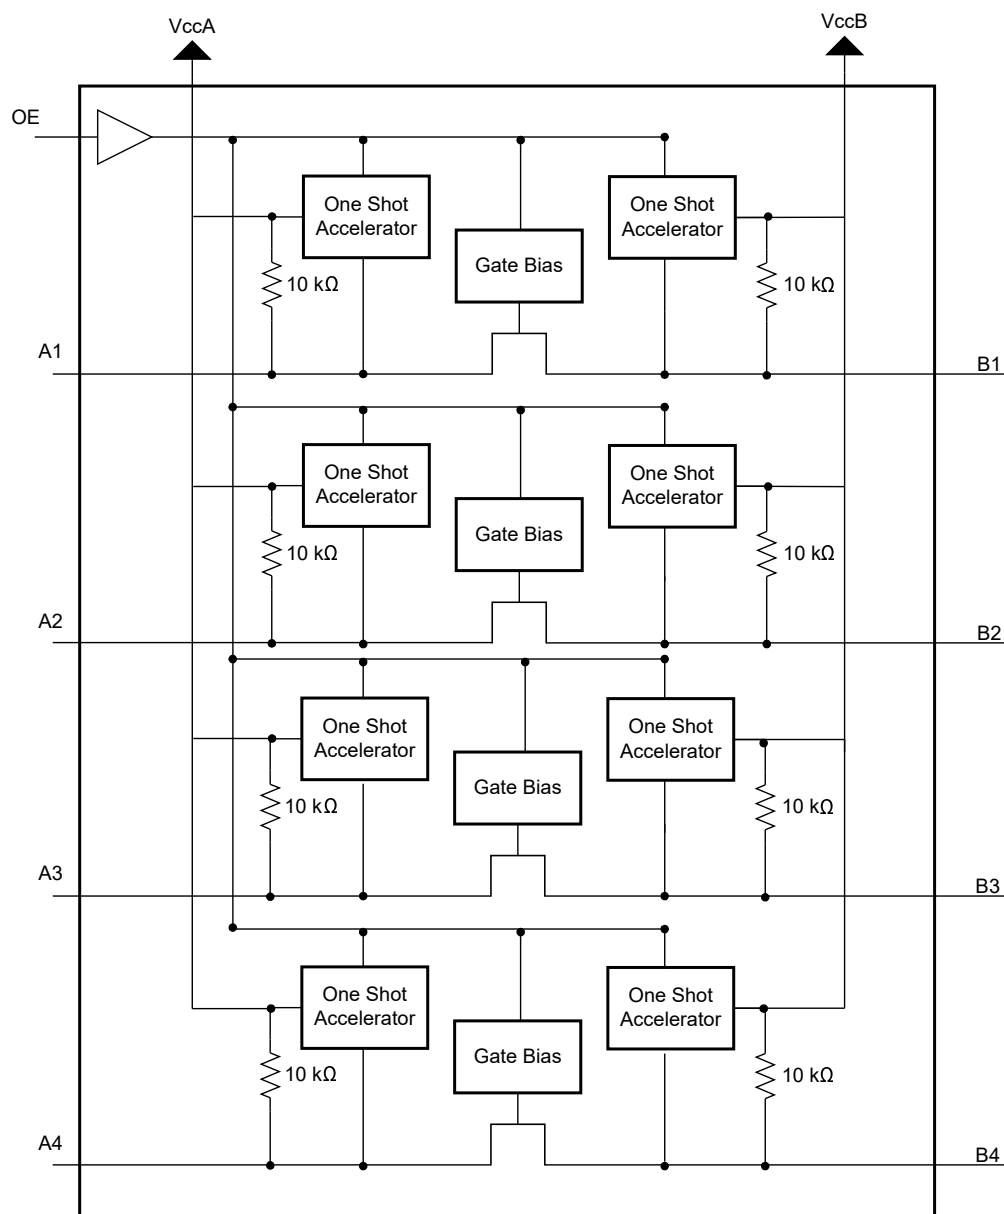 VccA
VccB
OE
One Shot
Accelerator
One Shot
Accelerator
Gate Bias
10 kΩ
10 kΩ
A1
B1
One Shot
Accelerator
One Shot
Accelerator
Gate Bias
10 kΩ
10 kΩ
A2
B2
One Shot
Accelerator
One Shot
Accelerator
Gate Bias
10 kΩ
10 kΩ
A3
B3
One Shot
Accelerator
One Shot
Accelerator
Gate Bias
10 kΩ
10 kΩ
A4
B4